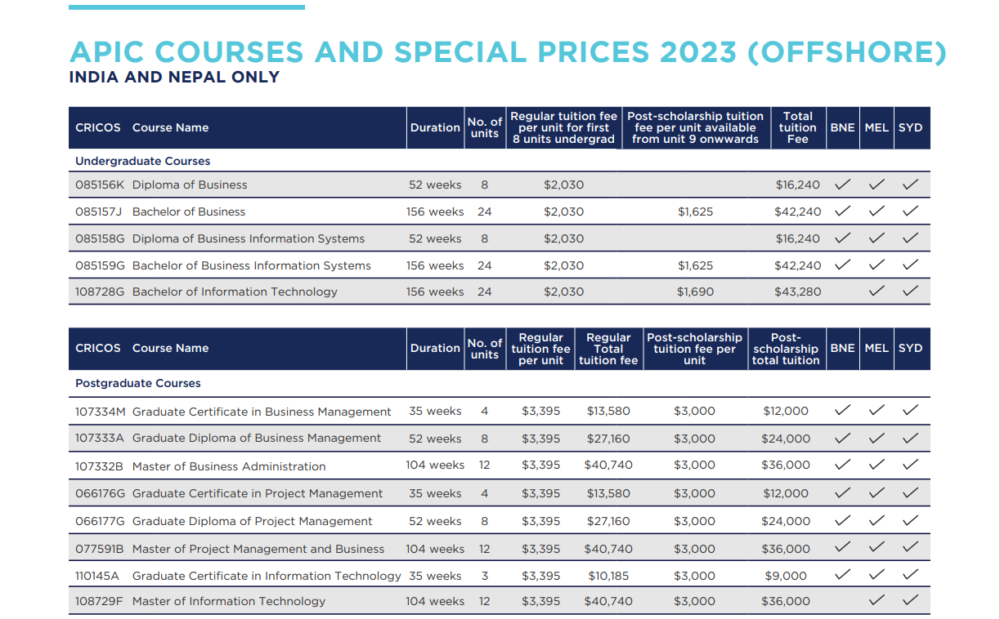 APIC COURSES AND SPECIAL PRICES 2023 (OFFSHORE)
INDIA AND NEPAL ONLY
CRICOS Course Name Duration No. of units Regular tuition fee per unit for first 8 units undergrad Post-scholarship tuition fee per unit available from unit 9 onwwards Total tuition Fee BNE MEL SYD
Undergraduate Courses
085156K Diploma of Business 52 weeks 8 $2,030 $16,240 ✓ ✓ ✓
085157J Bachelor of Business 156 weeks 24 $2,030 $1,625 $42,240 ✓ ✓ ✓
085158G Diploma of Business Information Systems 52 weeks 8 $2,030 $16,240 ✓ ✓ ✓
085159G Bachelor of Business Information Systems 156 weeks 24 $2,030 $1,625 $42,240 ✓ ✓ ✓
108728G Bachelor of Information Technology 156 weeks 24 $2,030 $1,690 $43,280 ✓ ✓
CRICOS Course Name Duration No. of units Regular tuition fee per unit Regular Total tuition fee Post-scholarship tuition fee per unit Post-scholarship total tuition BNE MEL SYD
Postgraduate Courses
107334M Graduate Certificate in Business Management 35 weeks 4 $3,395 $13,580 $3,000 $12,000 ✓ ✓ ✓
107333A Graduate Diploma of Business Management 52 weeks 8 $3,395 $27,160 $3,000 $24,000 ✓ ✓ ✓
107332B Master of Business Administration 104 weeks 12 $3,395 $40,740 $3,000 $36,000 ✓ ✓ ✓
066176G Graduate Certificate in Project Management 35 weeks 4 $3,395 $13,580 $3,000 $12,000 ✓ ✓ ✓
066177G Graduate Diploma of Project Management 52 weeks 8 $3,395 $27,160 $3,000 $24,000 ✓ ✓ ✓
077591B Master of Project Management and Business 104 weeks 12 $3,395 $40,740 $3,000 $36,000 ✓ ✓ ✓
110145A Graduate Certificate in Information Technology 35 weeks 3 $3,395 $10,185 $3,000 $9,000 ✓ ✓ ✓
108729F Master of Information Technology 104 weeks 12 $3,395 $40,740 $3,000 $36,000 ✓ ✓